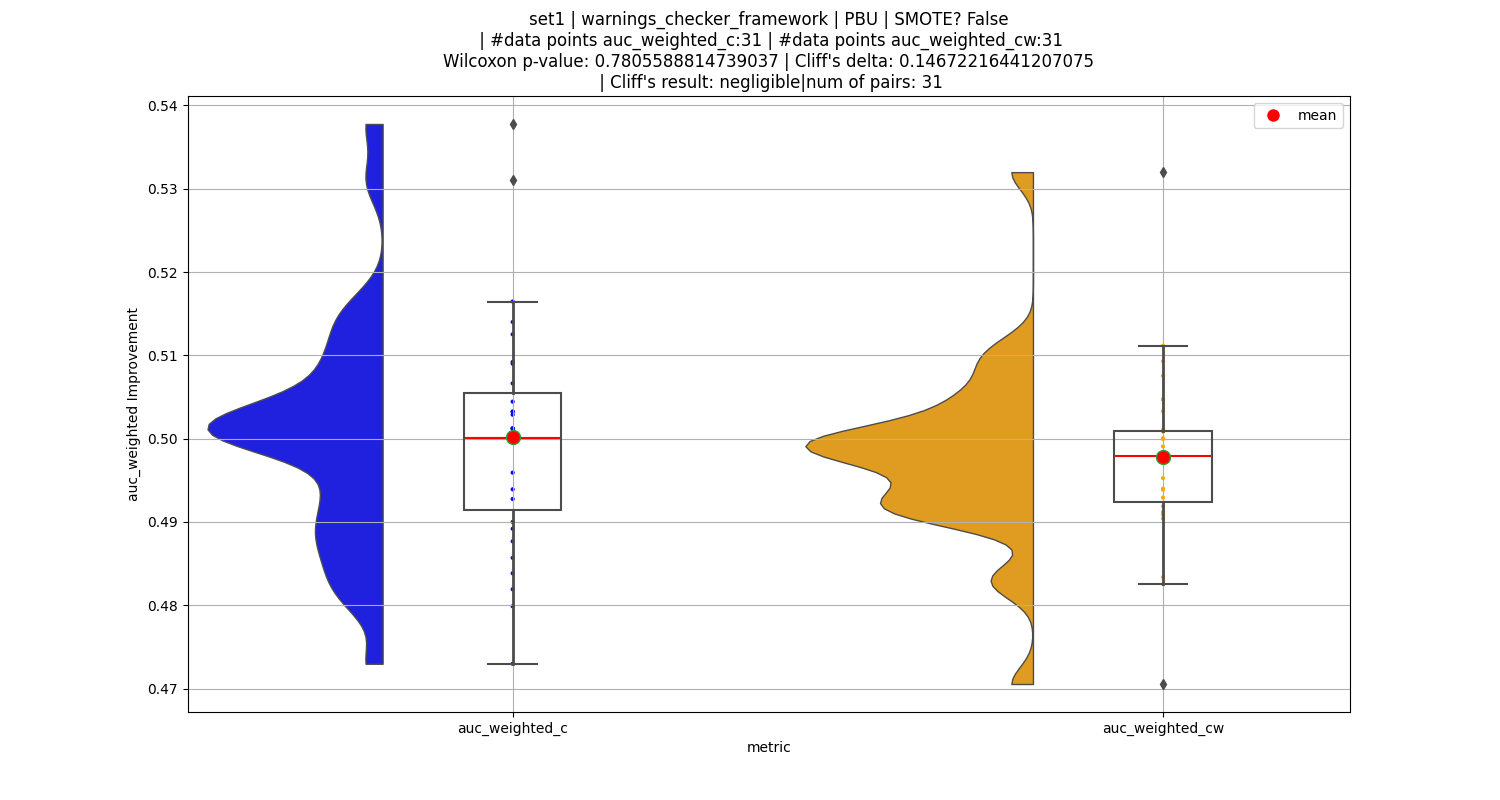 set1 | warnings_checker_framework | PBU | SMOTE? False
| #data points auc_weighted_c:31 | #data points auc_weighted_cw:31
Wilcoxon p-value: 0.7805588814739037 | Cliff's delta: 0.14672216441207075
| Cliff's result: negligible|num of pairs: 31
mean
0.54
0.53
0.52
0.51
0.50
0.49
0.48
0.47
auc_weighted Improvement
auc_weighted_c
auc_weighted_cw
metric